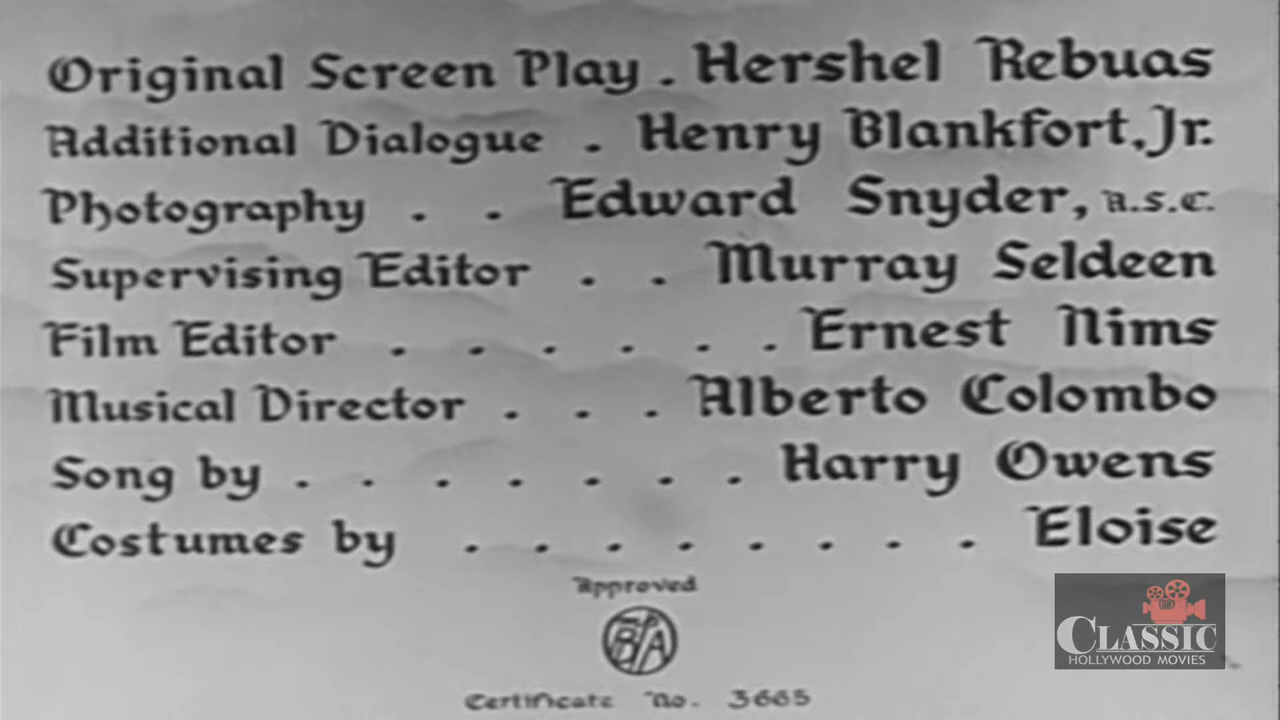 Original Screen Play . Hershel Rebuas
Additional Dialogue . Henry Blankfort, Jr.
Photography . . Edward Snyder, A.S.C.
Supervising Editor . . Murray Seldeen
Film Editor . . . . . . Ernest Nims
Musical Director . . . Alberto Colombo
Song by . . . . . . . Harry Owens
Costumes by . . . . . . . . Eloise
Approved
Certificate No. 3665
CLASSIC
HOLLYWOOD MOVIES